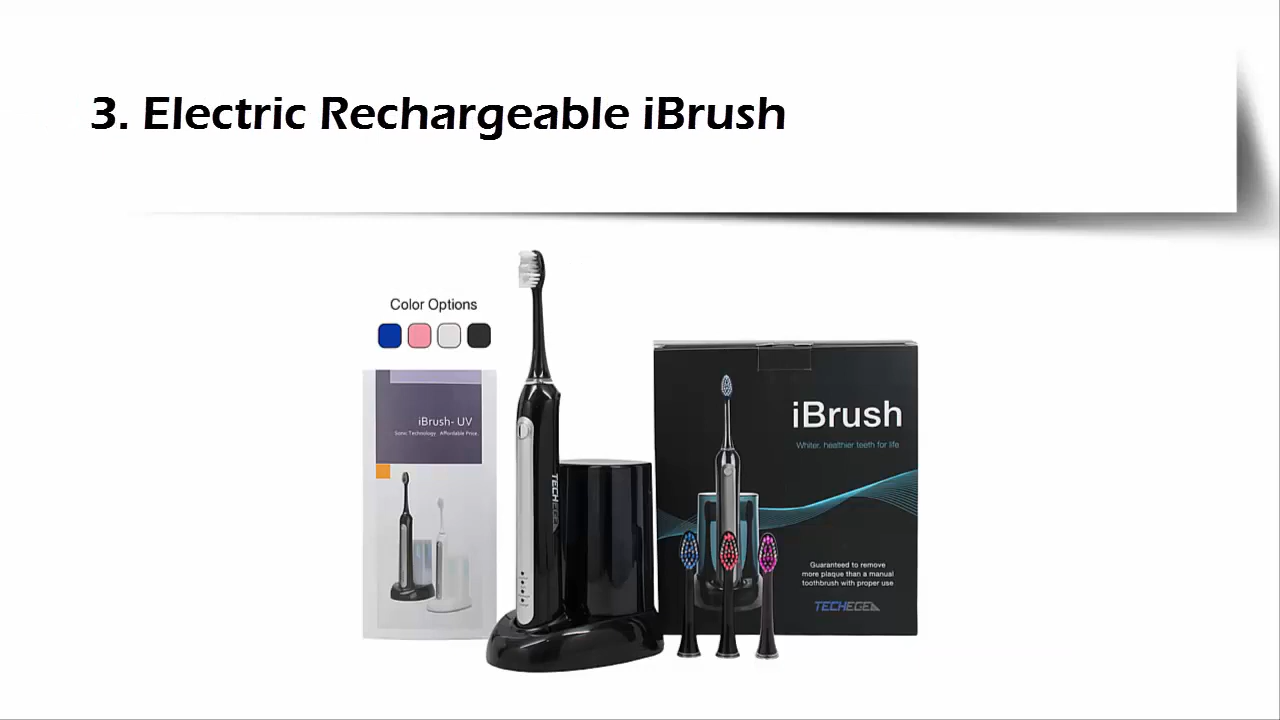 3. Electric Rechargeable iBrush
Color Options
iBrush- UV
Sonic Technology. Affordable Price.
TECHEGE
iBrush
Whiter, healthier teeth for life
Guaranteed to remove
more plaque than a manual
toothbrush with proper use
TECHEGE